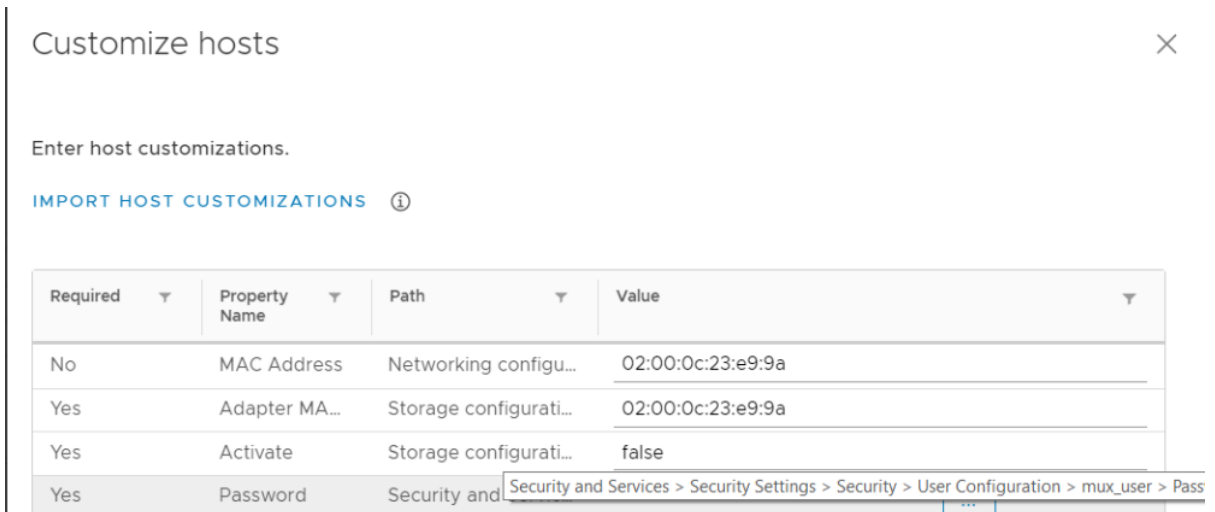 Customize hosts
Enter host customizations.
IMPORT HOST CUSTOMIZATIONS
Required Property Name Path Value
No MAC Address Networking configu... 02:00:0c:23:e9:9a
Yes Adapter MA... Storage configurati... 02:00:0c:23:e9:9a
Yes Activate Storage configurati... false
Yes Password Security and
Security and Services > Security Settings > Security > User Configuration > mux_user > Pass
...